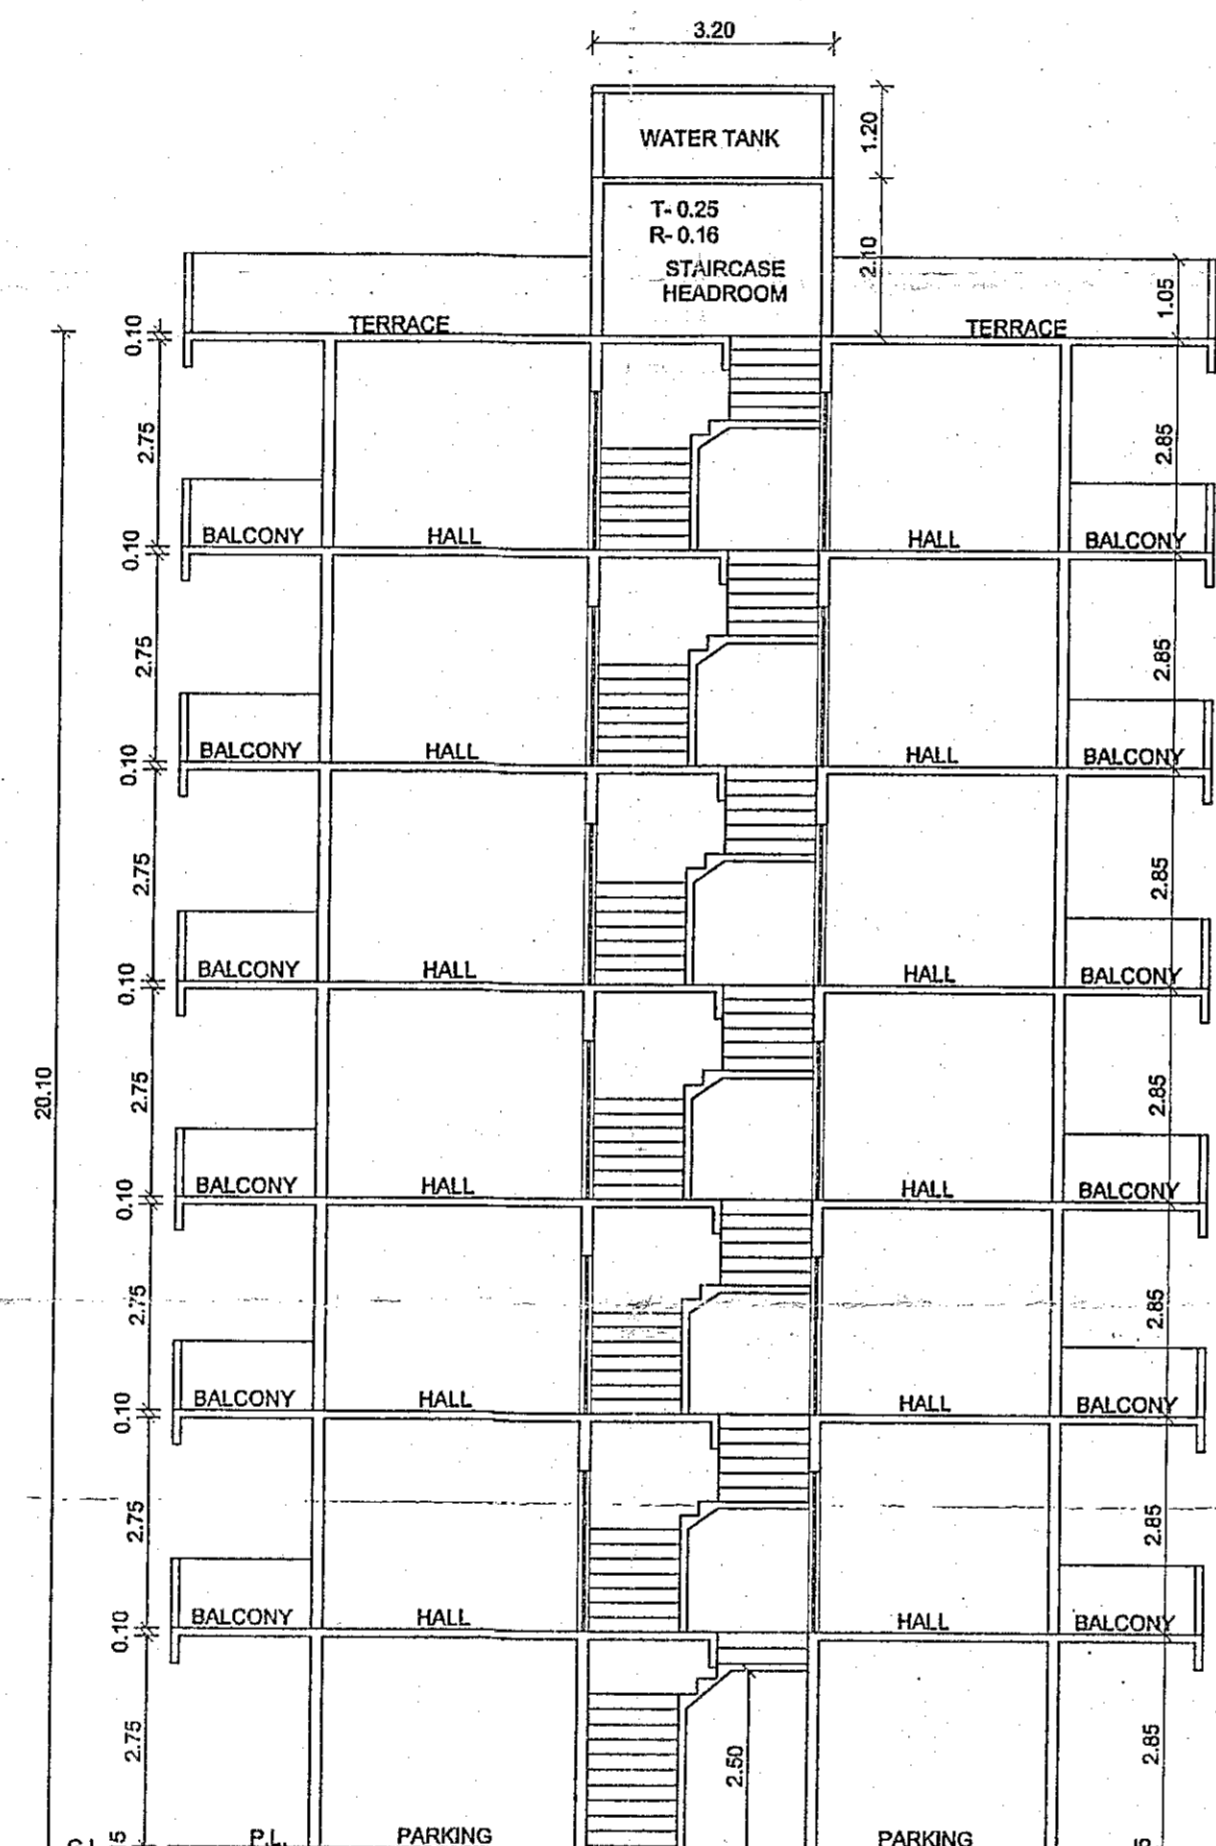 3.20
WATER TANK
1.20
T- 0.25
R- 0.16
STAIRCASE
HEADROOM
2.10
1.05
0.10
TERRACE
TERRACE
2.75
2.85
BALCONY
HALL
HALL
BALCONY
0.10
2.75
2.85
BALCONY
HALL
HALL
BALCONY
0.10
2.75
2.85
BALCONY
HALL
HALL
BALCONY
0.10
20.10
2.75
2.85
BALCONY
HALL
HALL
BALCONY
0.10
2.75
2.85
BALCONY
HALL
HALL
BALCONY
0.10
2.75
2.85
BALCONY
HALL
HALL
BALCONY
0.10
2.75
2.50
2.85
P.L.
PARKING
PARKING